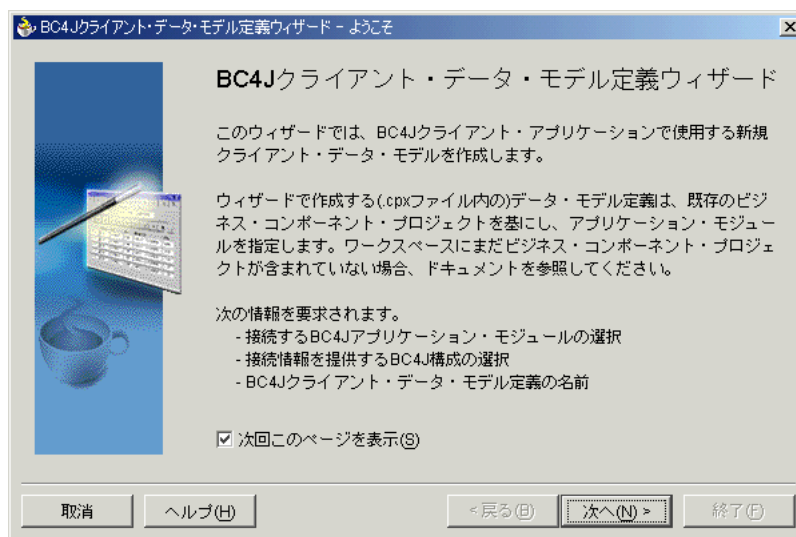 BC4Jクライアント・データ・モデル定義ウィザード - ようこそ
BC4Jクライアント・データ・モデル定義ウィザード
このウィザードでは、BC4Jクライアント・アプリケーションで使用する新規
クライアント・データ・モデルを作成します。
ウィザードで作成する(.cpxファイル内の)データ・モデル定義は、既存のビジ
ネス・コンポーネント・プロジェクトを基にし、アプリケーション・モジュー
ルを指定します。ワークスペースにまだビジネス・コンポーネント・プロジェ
クトが含まれていない場合、ドキュメントを参照してください。
次の情報を要求されます。
- 接続するBC4Jアプリケーション・モジュールの選択
- 接続情報を提供するBC4J構成の選択
- BC4Jクライアント・データ・モデル定義の名前
次回このページを表示(S)
取消 ヘルプ(H) <戻る(B) 次へ(N) > 終了(F)